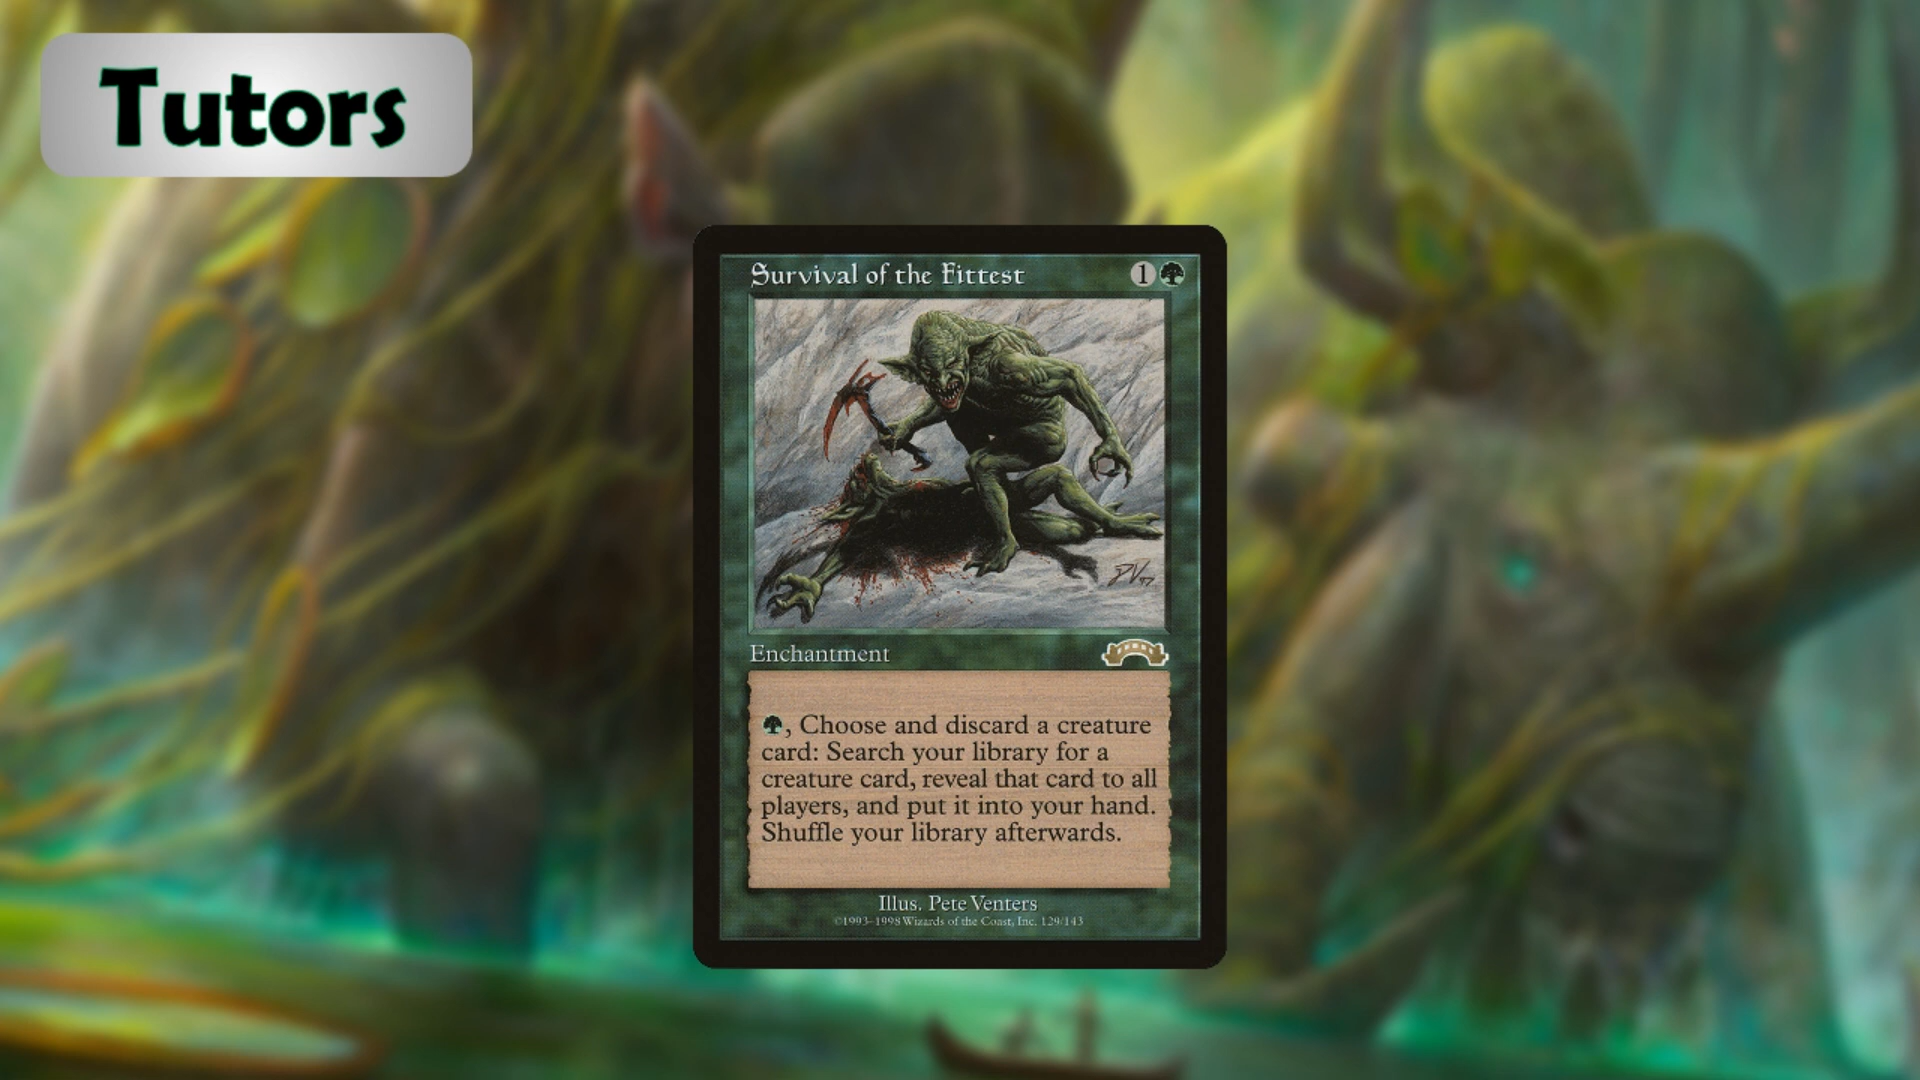 Tutors
Survival of the Fittest 1
Enchantment
, Choose and discard a creature
card: Search your library for a
creature card, reveal that card to all
players, and put it into your hand.
Shuffle your library afterwards.
Illus. Pete Venters
©1993-1998 Wizards of the Coast, Inc. 129/143